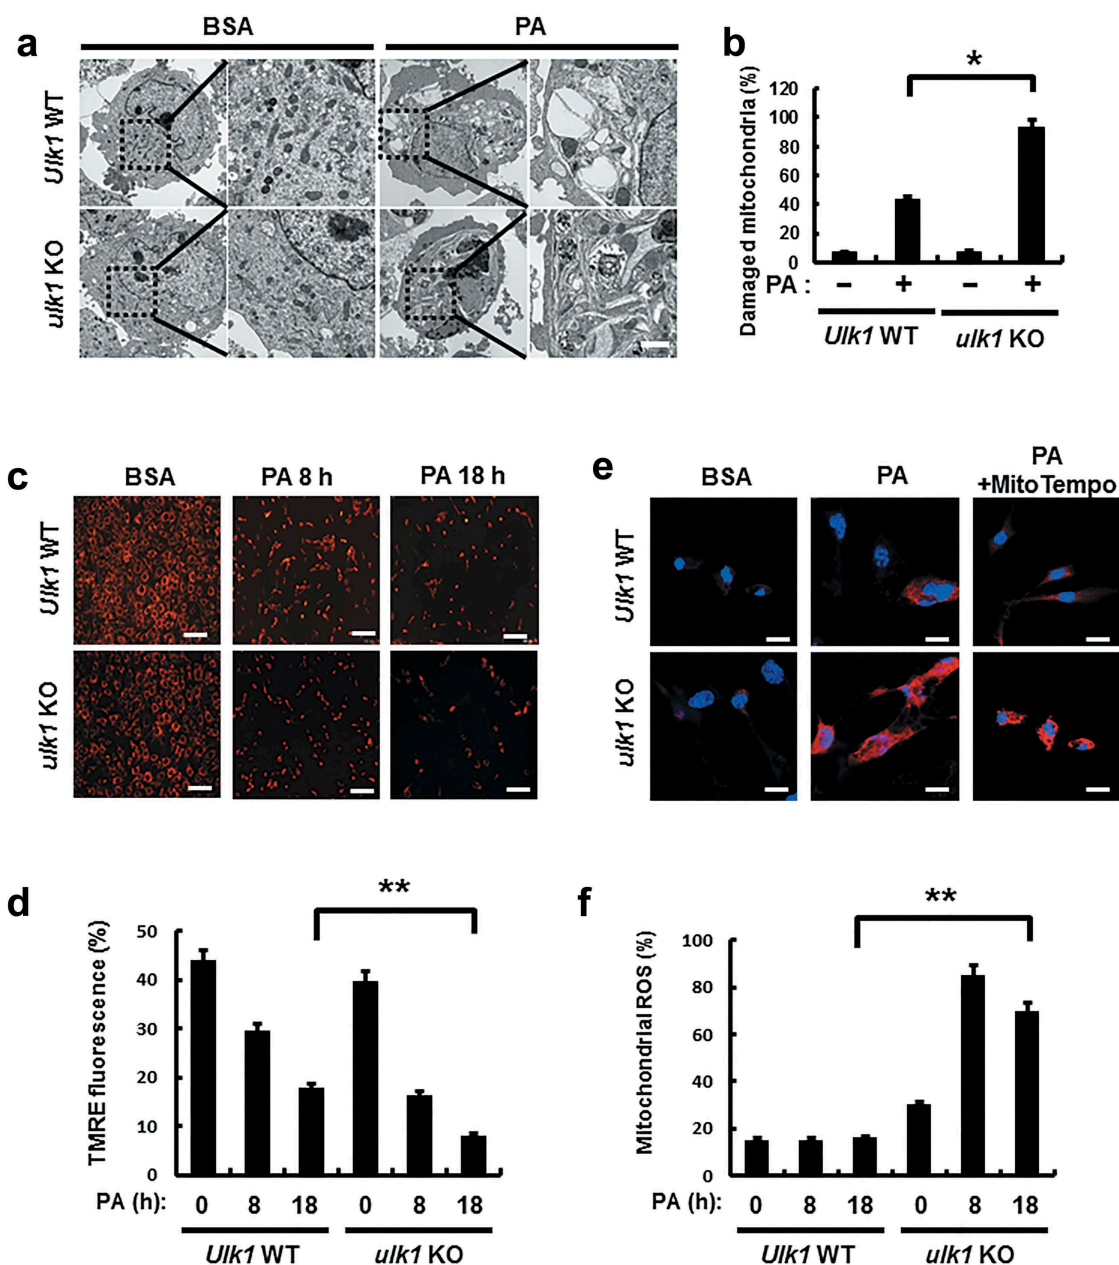 a
BSA
PA
Ulk1 WT
ulk1 KO
b
*
Damaged mitochondria (%)
120
100
80
60
40
20
0
PA : – + – +
Ulk1 WT
ulk1 KO
c
BSA
PA 8 h
PA 18 h
Ulk1 WT
ulk1 KO
e
BSA
PA
PA
+MitoTempo
Ulk1 WT
ulk1 KO
d
**
TMRE fluorescence (%)
50
40
30
20
10
0
PA (h): 0 8 18 0 8 18
Ulk1 WT
ulk1 KO
f
**
Mitochondrial ROS (%)
100
80
60
40
20
0
PA (h): 0 8 18 0 8 18
Ulk1 WT
ulk1 KO